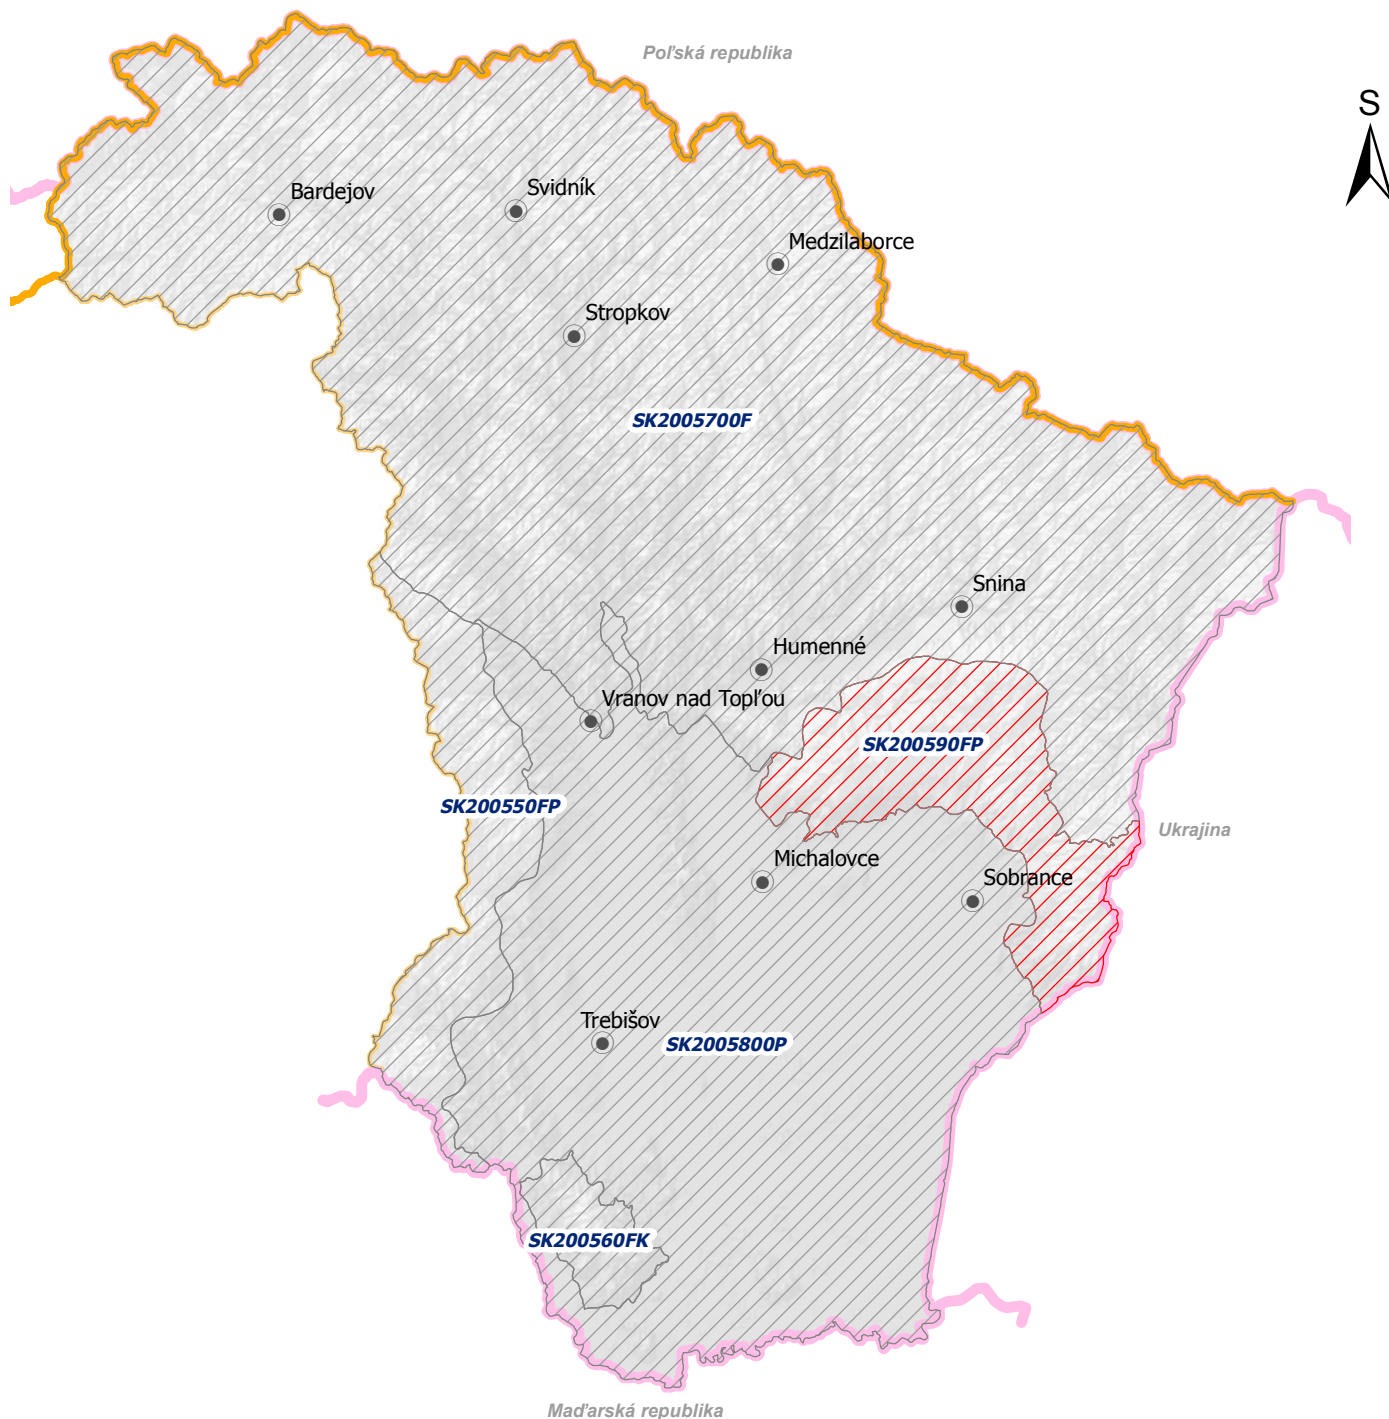 Poľská republika
S
Bardejov
Svidník
Medzilaborce
Stropkov
SK2005700F
Snina
Humenné
Vranov nad Topľou
SK200590FP
SK200550FP
Ukrajina
Michalovce
Sobrance
Trebišov
SK2005800P
SK200560FK
Maďarská republika